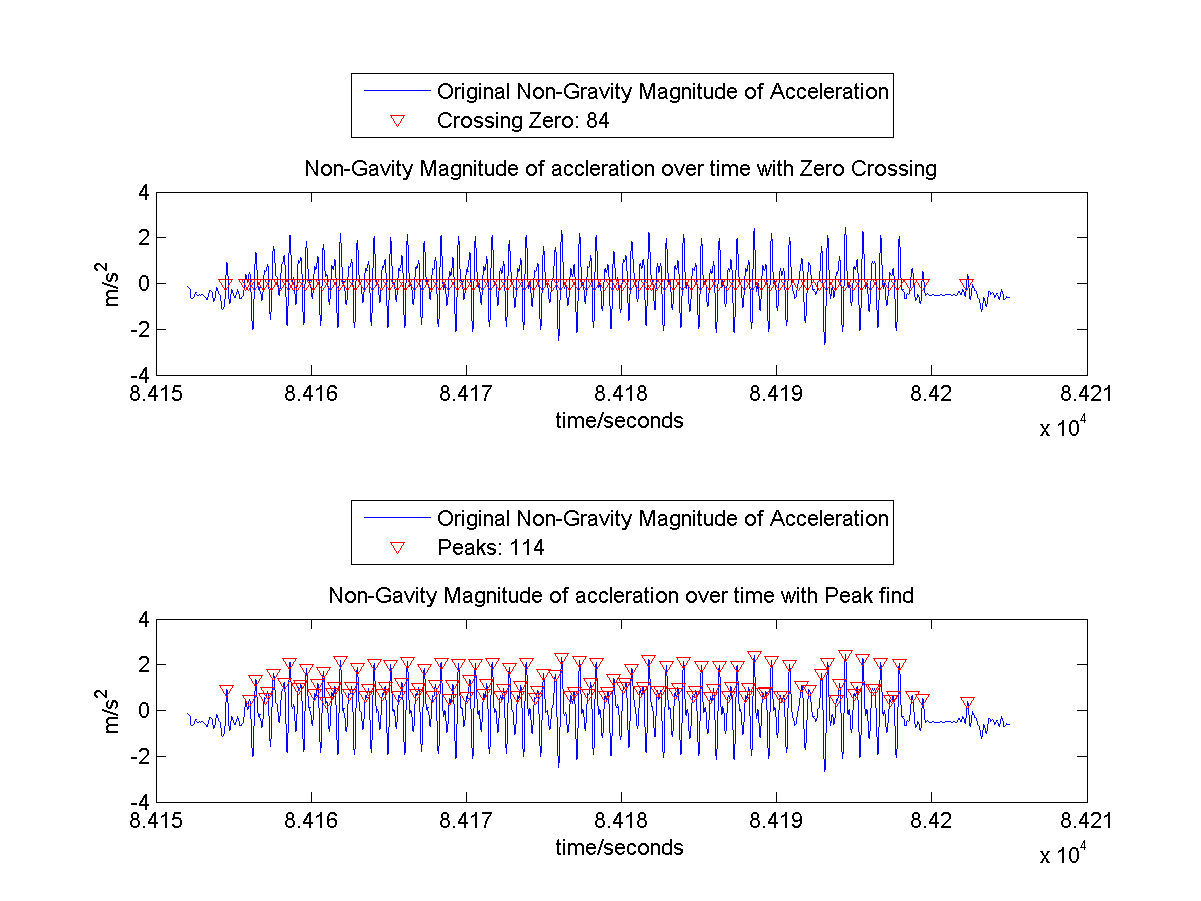 Original Non-Gravity Magnitude of Acceleration
Crossing Zero: 84
Non-Gavity Magnitude of accleration over time with Zero Crossing
4
2
0
-2
-4
m/s²
8.415 8.416 8.417 8.418 8.419 8.42 8.421
time/seconds
x 10⁴
Original Non-Gravity Magnitude of Acceleration
Peaks: 114
Non-Gavity Magnitude of accleration over time with Peak find
4
2
0
-2
-4
m/s²
8.415 8.416 8.417 8.418 8.419 8.42 8.421
time/seconds
x 10⁴